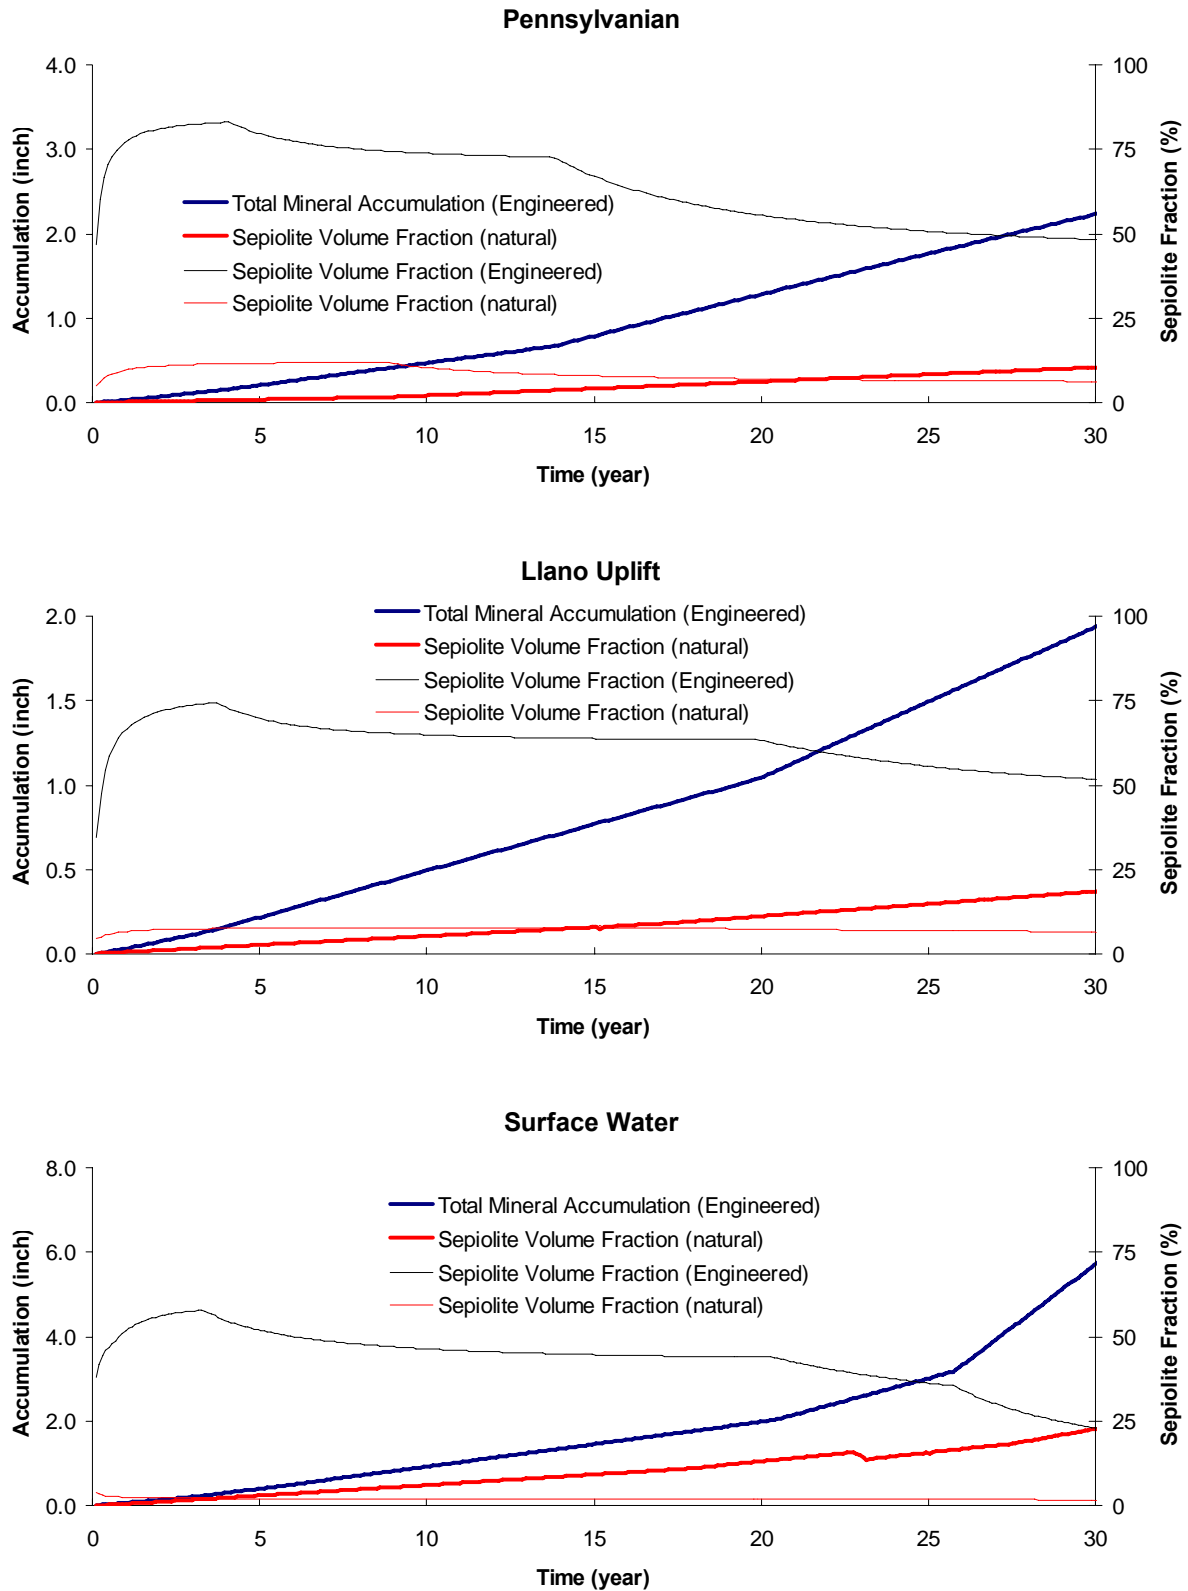 Pennsylvanian
4.0
3.0
2.0
1.0
0.0
Accumulation (inch)
Total Mineral Accumulation (Engineered)
Sepiolite Volume Fraction (natural)
Sepiolite Volume Fraction (Engineered)
Sepiolite Volume Fraction (natural)
100
75
50
25
0
Sepiolite Fraction (%)
0 5 10 15 20 25 30
Time (year)
Llano Uplift
2.0
1.5
1.0
0.5
0.0
Accumulation (inch)
Total Mineral Accumulation (Engineered)
Sepiolite Volume Fraction (natural)
Sepiolite Volume Fraction (Engineered)
Sepiolite Volume Fraction (natural)
100
75
50
25
0
Sepiolite Fraction (%)
0 5 10 15 20 25 30
Time (year)
Surface Water
8.0
6.0
4.0
2.0
0.0
Accumulation (inch)
Total Mineral Accumulation (Engineered)
Sepiolite Volume Fraction (natural)
Sepiolite Volume Fraction (Engineered)
Sepiolite Volume Fraction (natural)
100
75
50
25
0
Sepiolite Fraction (%)
0 5 10 15 20 25 30
Time (year)